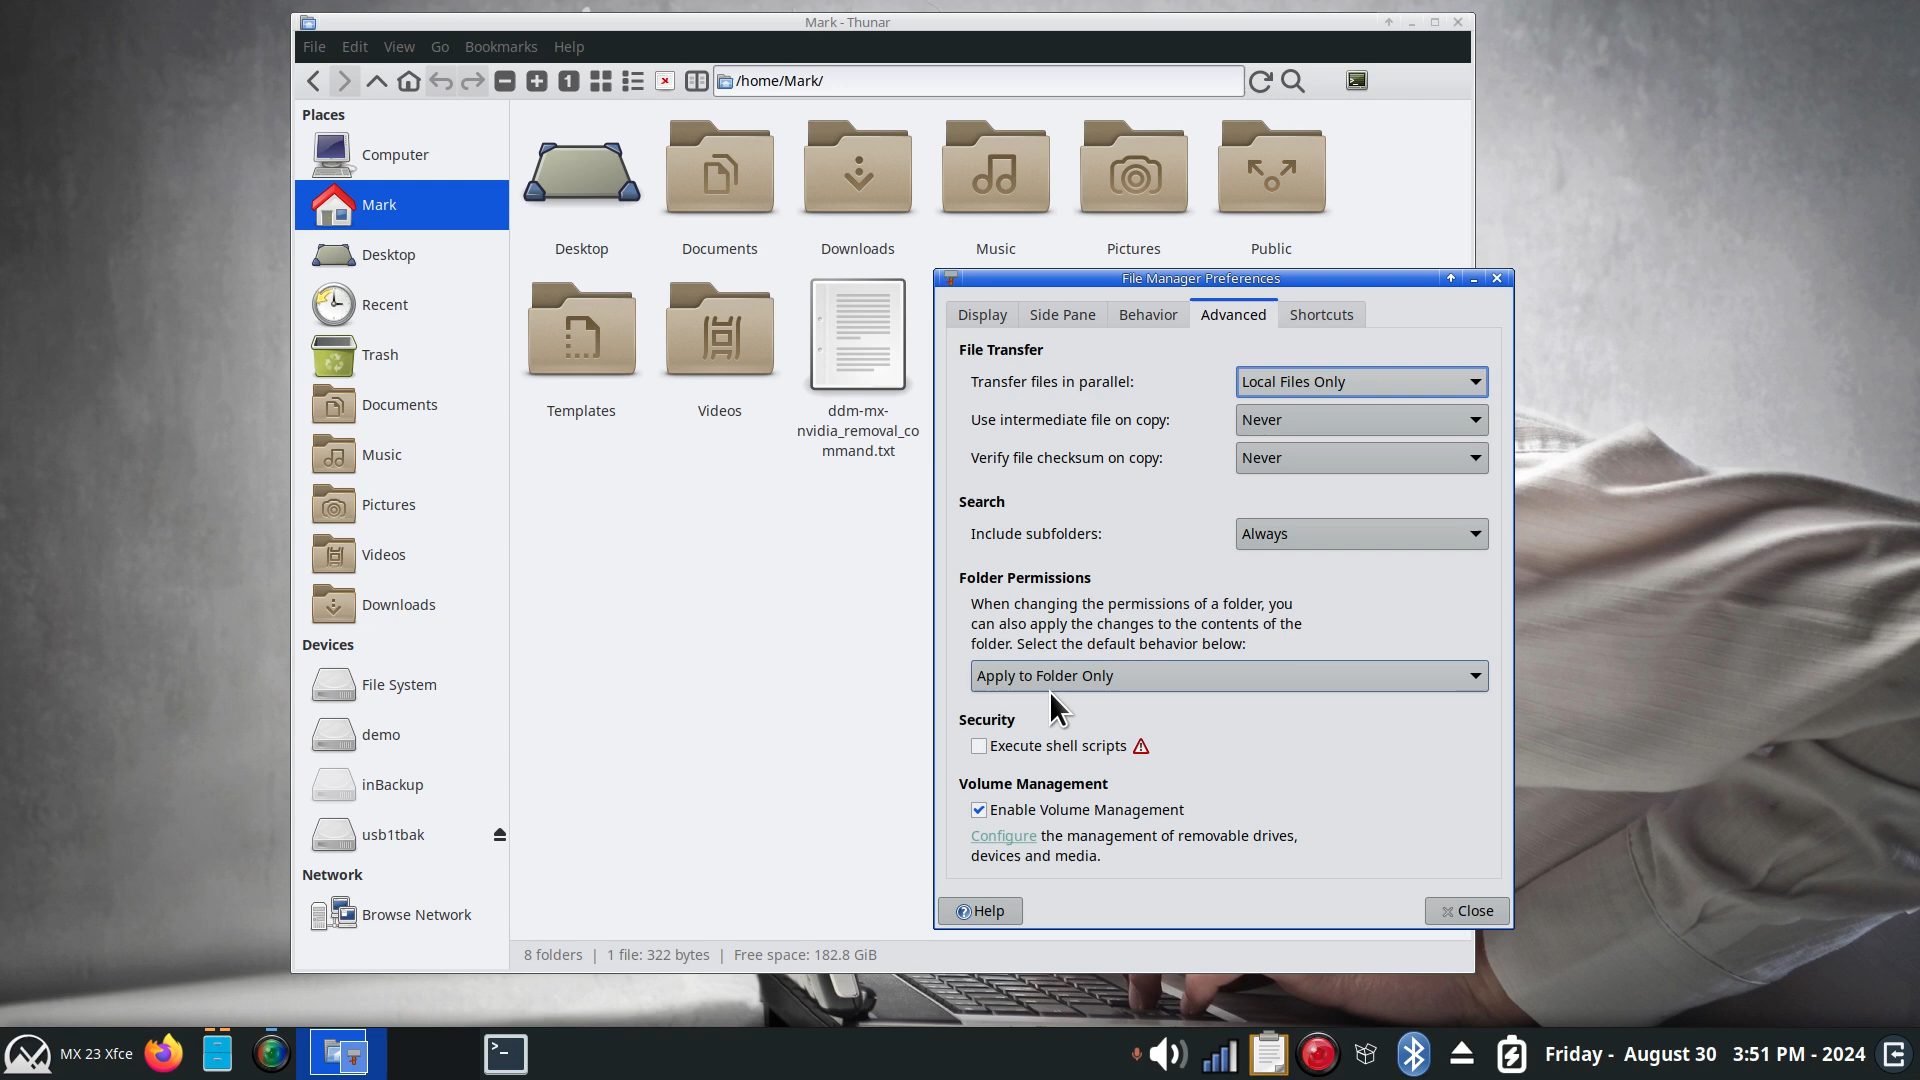 Mark - Thunar
File Edit View Go Bookmarks Help
1
/home/Mark/
Places
Computer
Mark
Desktop
Recent
Trash
Documents
Music
Pictures
Videos
Downloads
Devices
File System
demo
inBackup
usb1tbak
Network
Browse Network
Desktop
Documents
Downloads
Music
Pictures
Public
Templates
Videos
ddm-mx-
nvidia_removal_co
mmand.txt
8 folders | 1 file: 322 bytes | Free space: 182.8 GiB
File Manager Preferences
Display Side Pane Behavior Advanced Shortcuts
File Transfer
Transfer files in parallel: Local Files Only
Use intermediate file on copy: Never
Verify file checksum on copy: Never
Search
Include subfolders: Always
Folder Permissions
When changing the permissions of a folder, you
can also apply the changes to the contents of the
folder. Select the default behavior below:
Apply to Folder Only
Security
Execute shell scripts
Volume Management
Enable Volume Management
Configure the management of removable drives,
devices and media.
Help
Close
MX 23 Xfce
Friday - August 30 3:51 PM - 2024